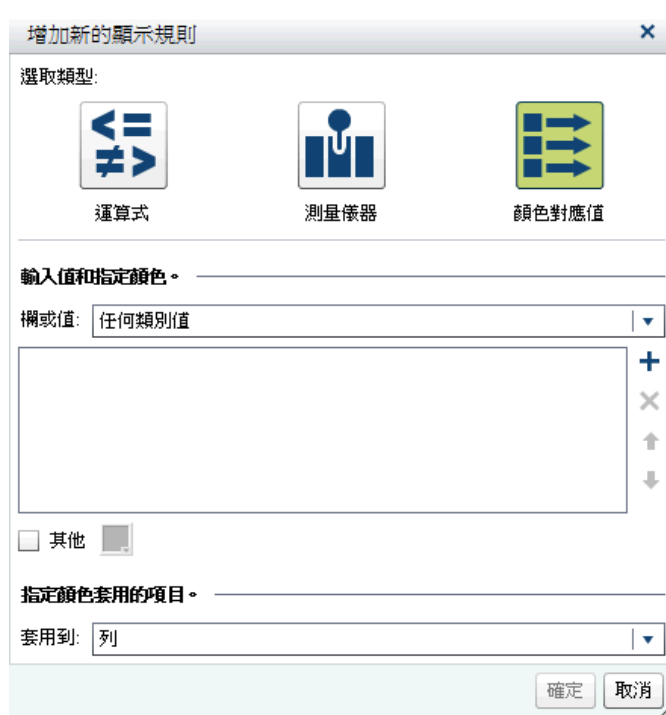 增加新的顯示規則
選取類型:
運算式
測量儀器
顏色對應值
輸入值和指定顏色。
欄或值: 任何類別值
其他
指定顏色套用的項目。
套用到: 列
確定 取消